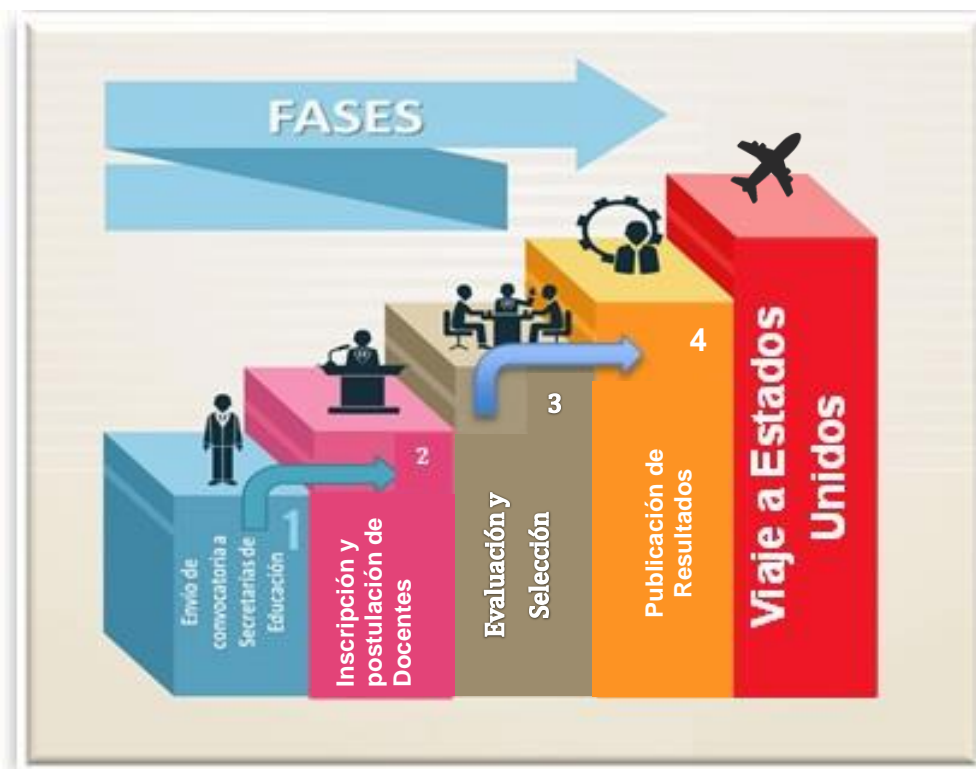 FASES
1
Envío de
convocatoria a
Secretarías de
Educación
2
Inscripción y
postulación de
Docentes
3
Evaluación y
Selección
4
Publicación de
Resultados
Viaje a Estados
Unidos